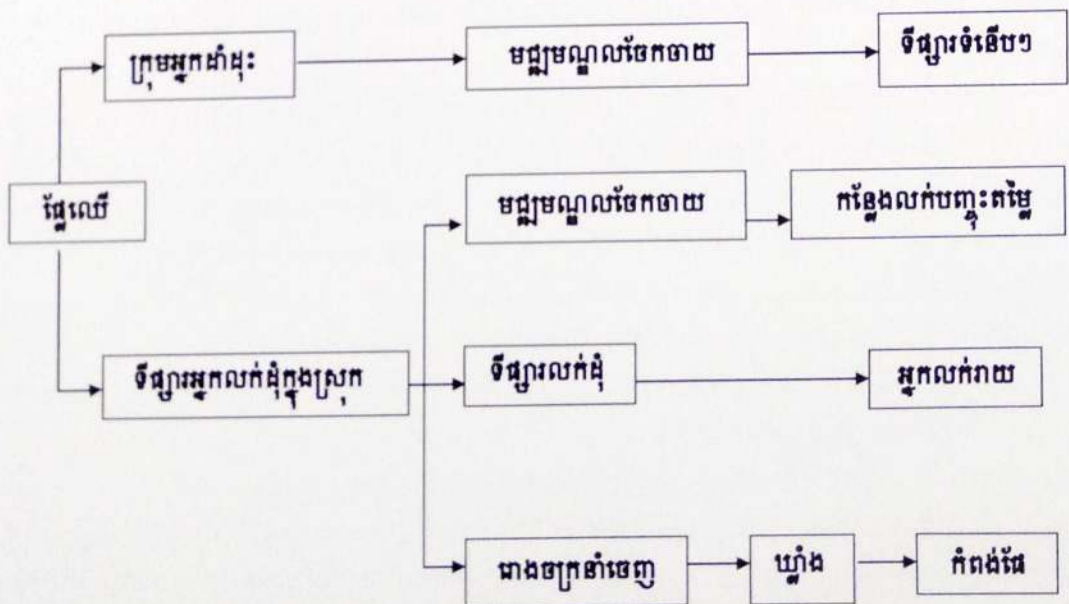 ក្រុមអ្នកដាំដុះ
មជ្ឈមណ្ឌលចែកចាយ
ទីផ្សារទំនើបៗ
ផ្លែឈើ
មជ្ឈមណ្ឌលចែកចាយ
កន្លែងលក់បញ្ចុះតម្លៃ
ទីផ្សារអ្នកលក់ដុំក្នុងស្រុក
ទីផ្សារលក់ដុំ
អ្នកលក់រាយ
រោងចក្រនាំចេញ
ឃ្លាំង
កំពង់ផែ